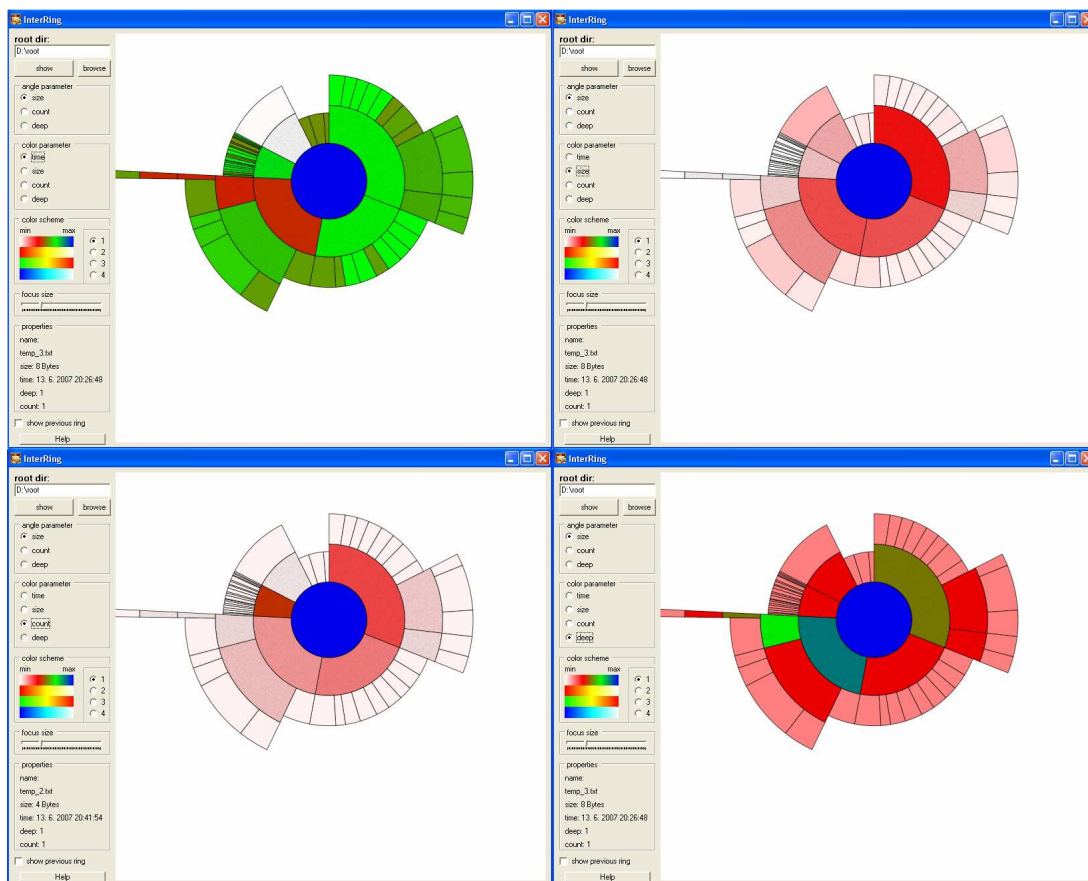 InterRing
root dir:
D:\root
show browse
angle parameter
size
count
deep
color parameter
time
size
count
deep
color scheme
min max
1
2
3
4
focus size
properties
name:
temp_3.txt
size: 8 Bytes
time: 13. 6. 2007 20:26:48
deep: 1
count: 1
show previous ring
Help
InterRing
root dir:
D:\root
show browse
angle parameter
size
count
deep
color parameter
time
size
count
deep
color scheme
min max
1
2
3
4
focus size
properties
name:
temp_3.txt
size: 8 Bytes
time: 13. 6. 2007 20:26:48
deep: 1
count: 1
show previous ring
Help
InterRing
root dir:
D:\root
show browse
angle parameter
size
count
deep
color parameter
time
size
count
deep
color scheme
min max
1
2
3
4
focus size
properties
name:
temp_2.txt
size: 4 Bytes
time: 13. 6. 2007 20:41:54
deep: 1
count: 1
show previous ring
Help
InterRing
root dir:
D:\root
show browse
angle parameter
size
count
deep
color parameter
time
size
count
deep
color scheme
min max
1
2
3
4
focus size
properties
name:
temp_3.txt
size: 8 Bytes
time: 13. 6. 2007 20:26:48
deep: 1
count: 1
show previous ring
Help